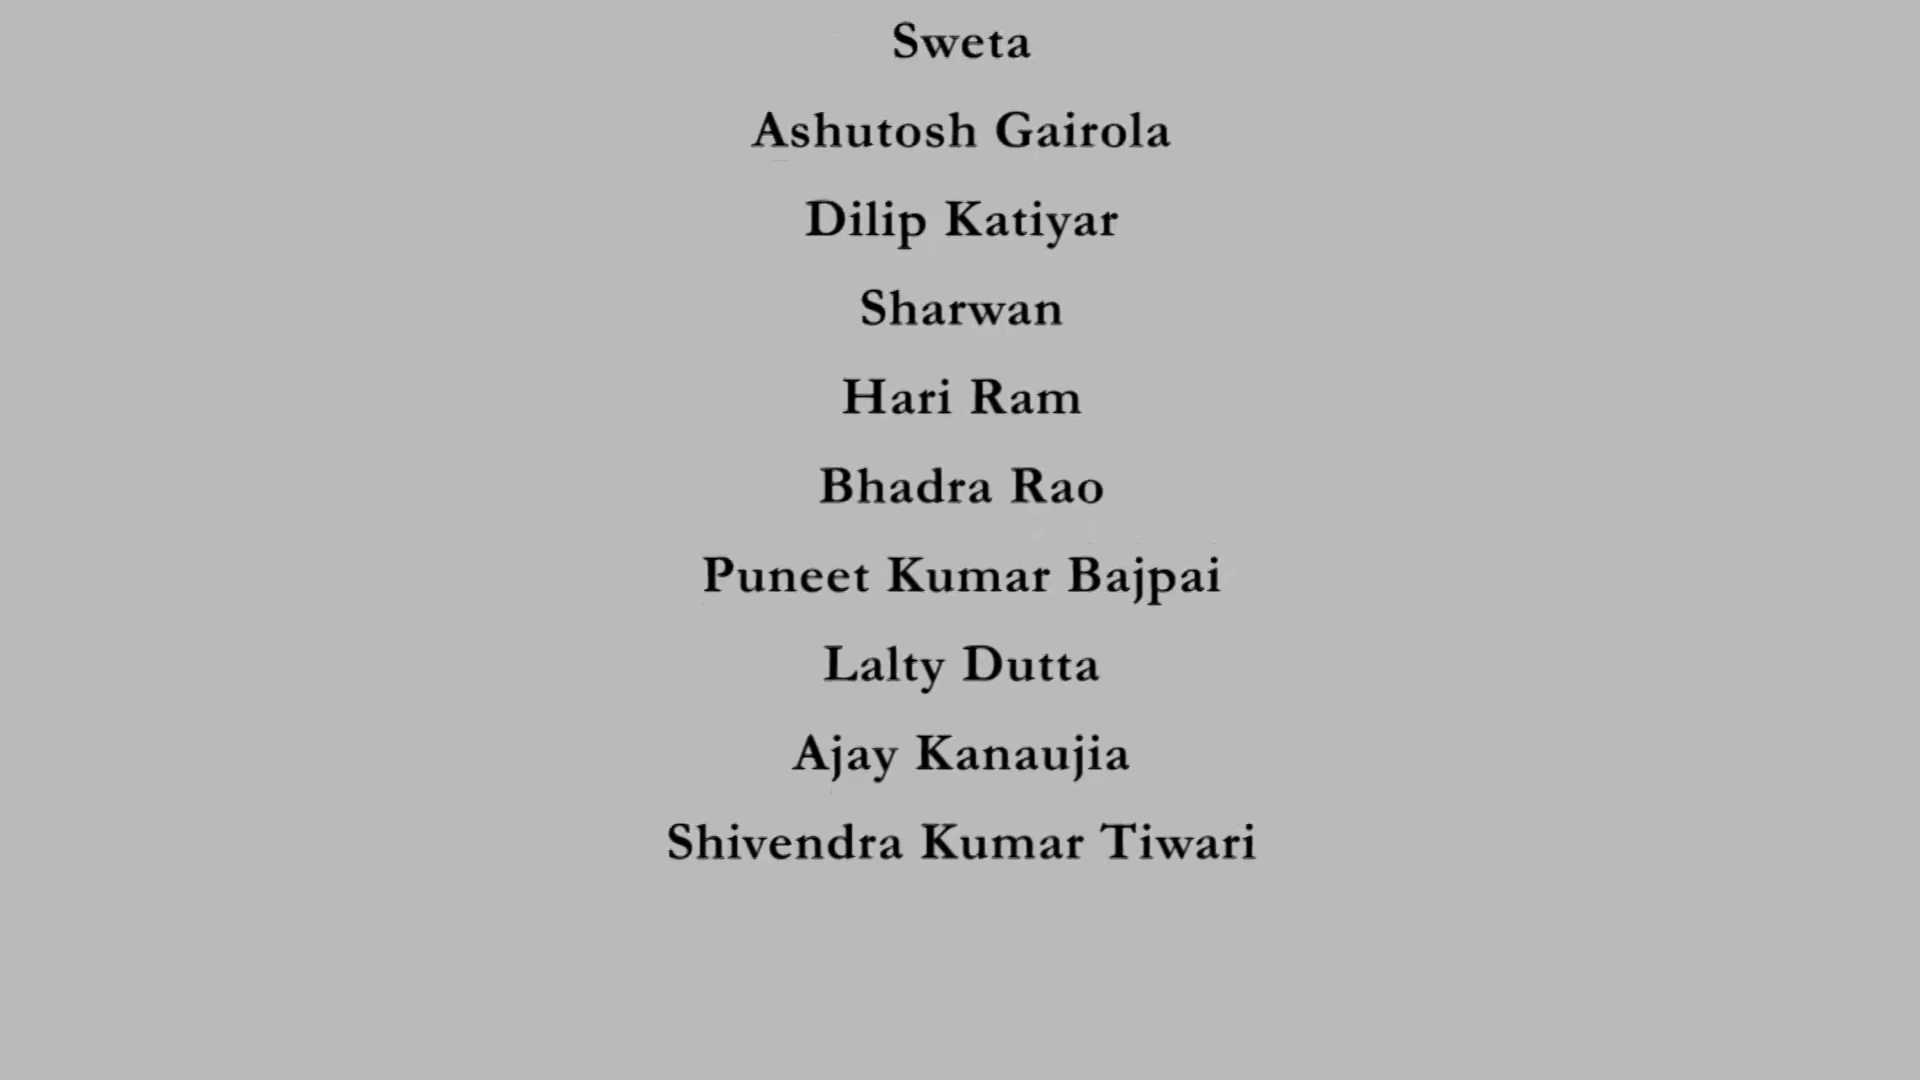 Sweta
Ashutosh Gairola
Dilip Katiyar
Sharwan
Hari Ram
Bhadra Rao
Puneet Kumar Bajpai
Lalty Dutta
Ajay Kanaujia
Shivendra Kumar Tiwari